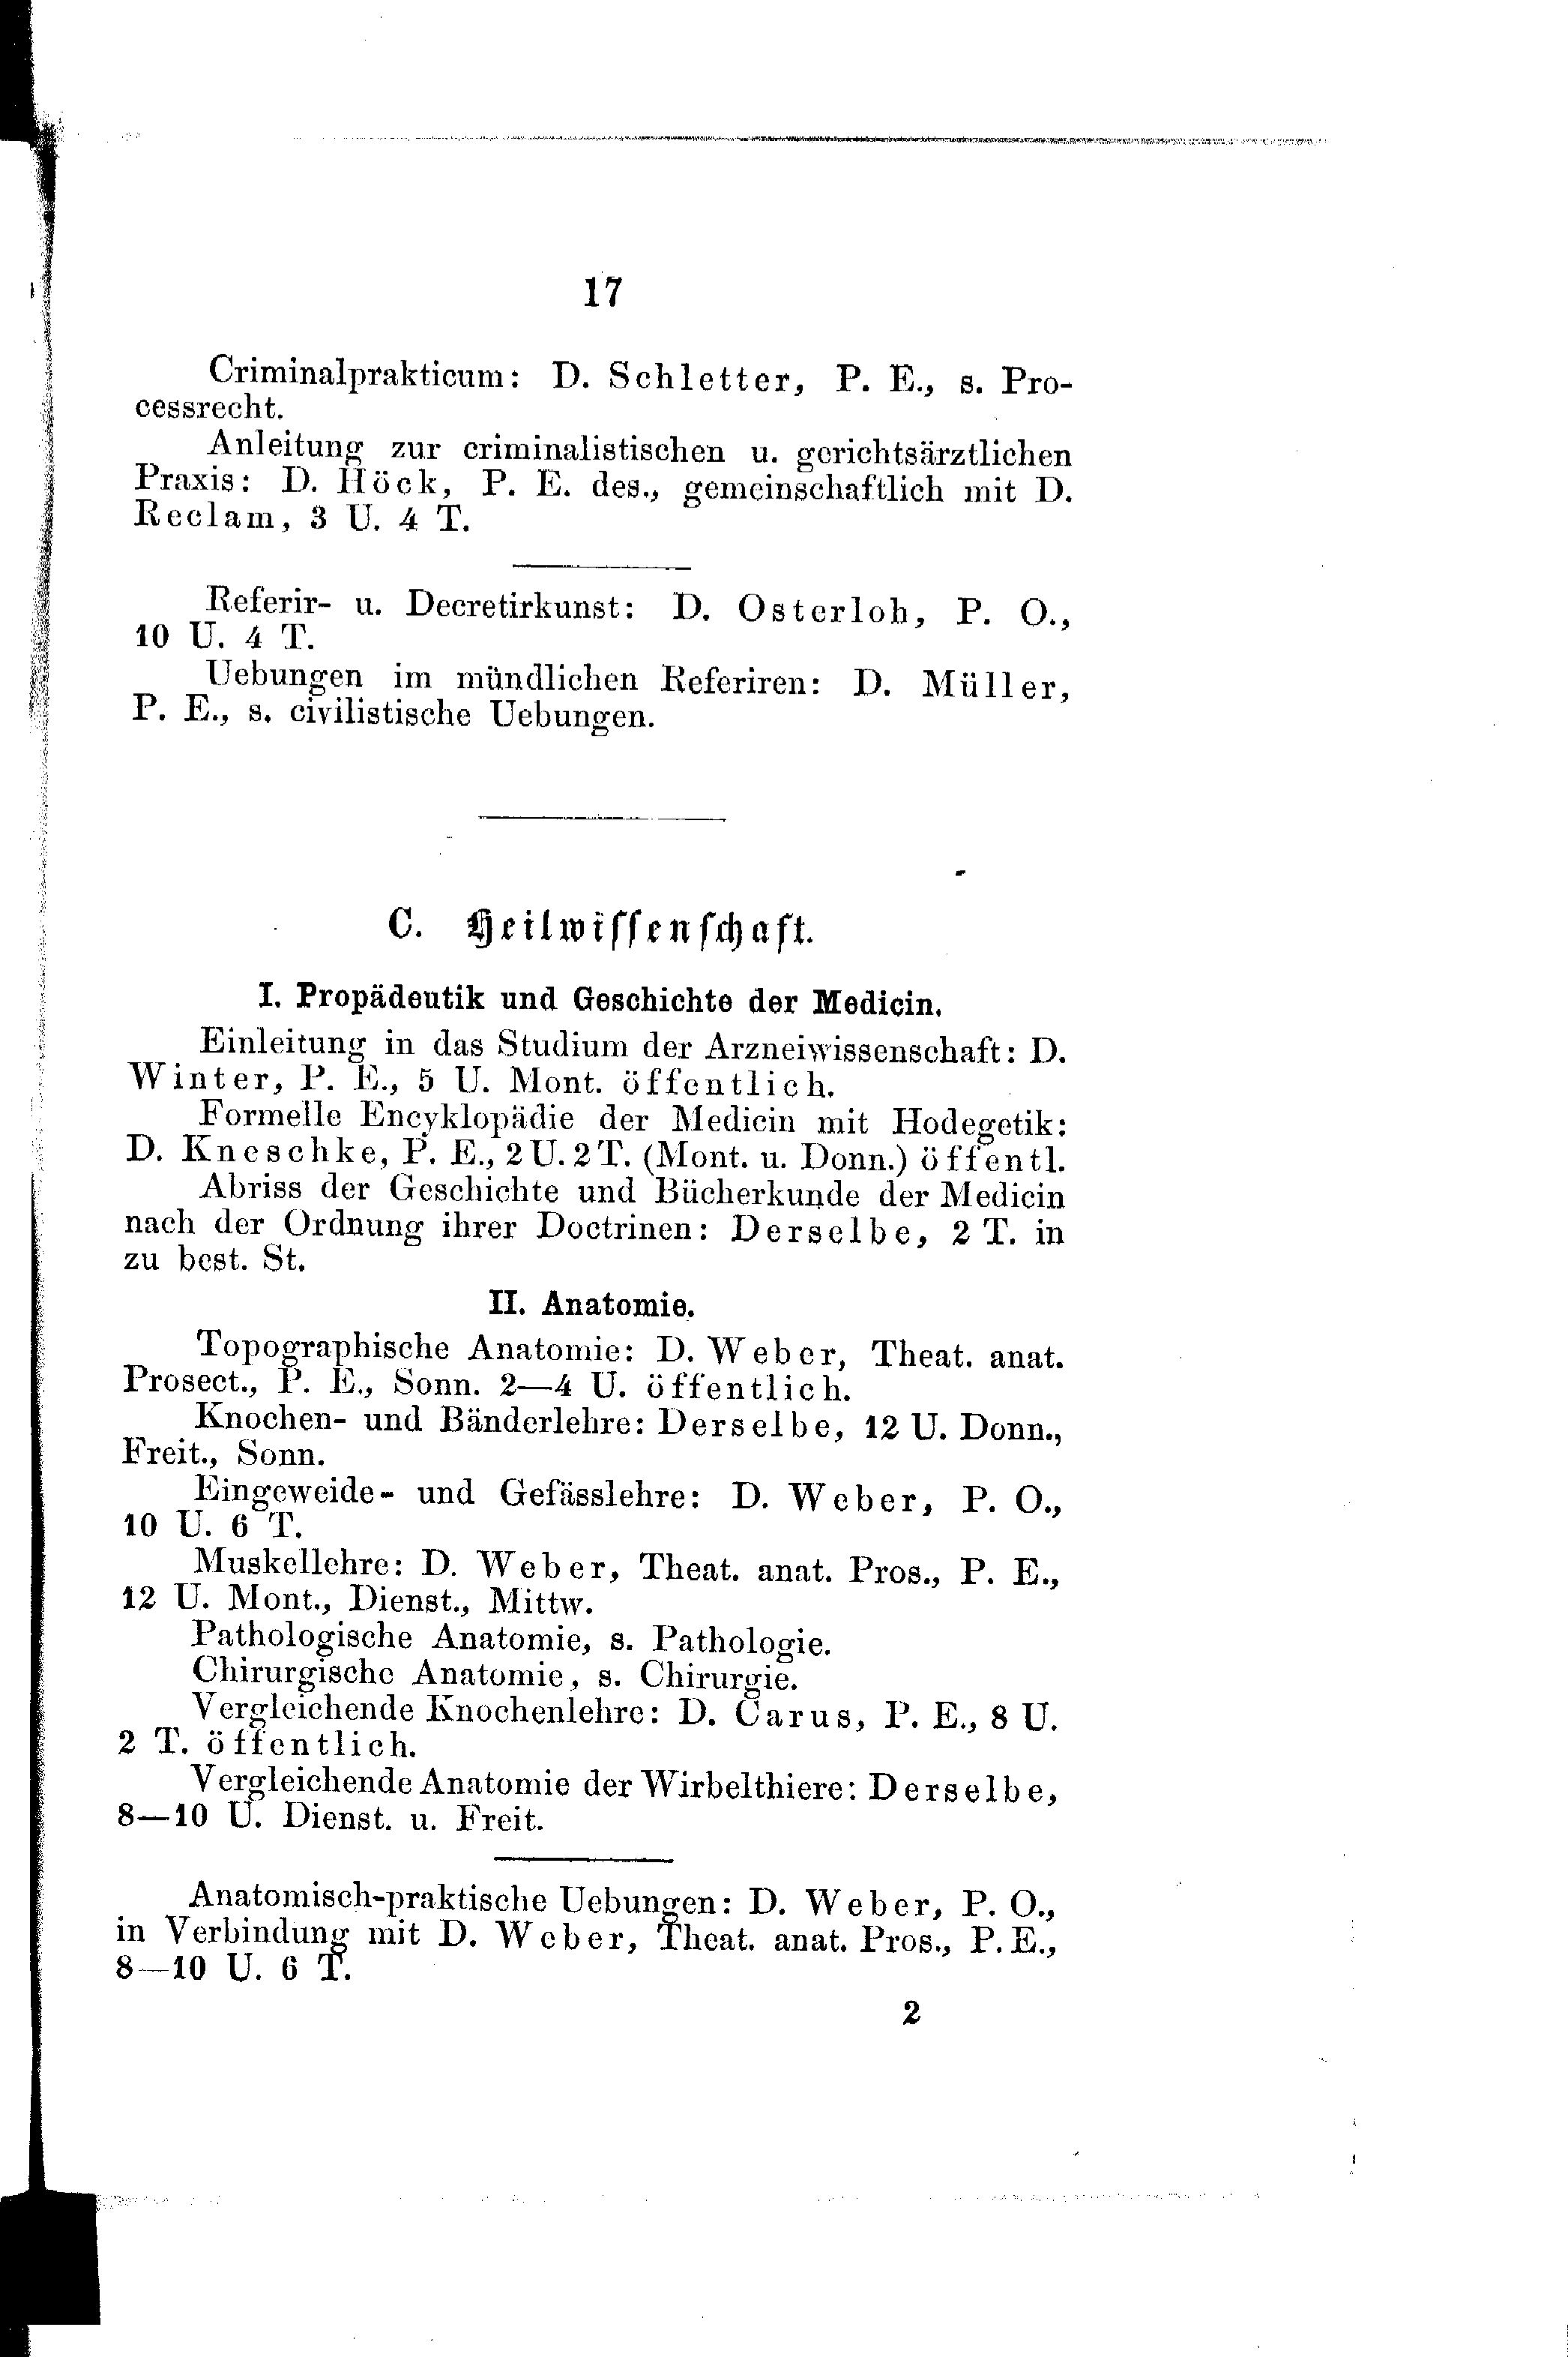 17
Criminalprakticum: D. Schletter, P. E., s. Pro-
cessrecht.
Anleitung zur criminalistischen u. gerichtsärztlichen
Praxis: D. Höck, P. E. des., gemeinschaftlich mit D.
Reclam, 3 U. 4 T.
Referir- u. Decretirkunst: D. Osterloh, P. O.,
10 U. 4 T.
Uebungen im mündlichen Referiren: D. Müller,
P. E., s. civilistische Uebungen.
C. Heilwissenschaft.
I. Propädeutik und Geschichte der Medicin.
Einleitung in das Studium der Arzneiwissenschaft: D.
Winter, P. E., 5 U. Mont. öffentlich.
Formelle Encyklopädie der Medicin mit Hodegetik:
D. Kneschke, P. E., 2 U. 2 T. (Mont. u. Donn.) öffentl.
Abriss der Geschichte und Bücherkunde der Medicin
nach der Ordnung ihrer Doctrinen: Derselbe, 2 T. in
zu best. St.
II. Anatomie.
Topographische Anatomie: D. Weber, Theat. anat.
Prosect., P. E., Sonn. 2—4 U. öffentlich.
Knochen- und Bänderlehre: Derselbe, 12 U. Donn.,
Freit., Sonn.
Eingeweide- und Gefässlehre: D. Weber, P. O.,
10 U. 6 T.
Muskellehre: D. Weber, Theat. anat. Pros., P. E.,
12 U. Mont., Dienst., Mittw.
Pathologische Anatomie, s. Pathologie.
Chirurgische Anatomie, s. Chirurgie.
Vergleichende Knochenlehre: D. Carus, P. E., 8 U.
2 T. öffentlich.
Vergleichende Anatomie der Wirbelthiere: Derselbe,
8—10 U. Dienst. u. Freit.
Anatomisch-praktische Uebungen: D. Weber, P. O.,
in Verbindung mit D. Weber, Theat. anat. Pros., P. E.,
8—10 U. 6 T.
2